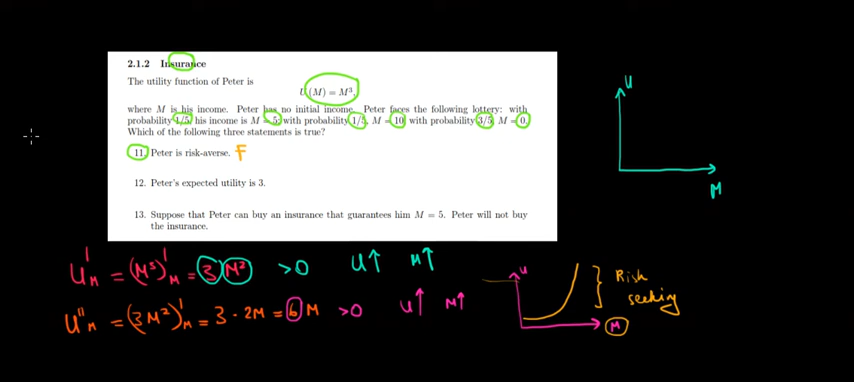 2.1.2 Insurance
The utility function of Peter is
U(M) = M³,
where M is his income. Peter has no initial income. Peter faces the following lottery: with
probability 1/5, his income is M = 5; with probability 1/5, M = 10 with probability 3/5, M = 0.
Which of the following three statements is true?
11. Peter is risk-averse. F
12. Peter's expected utility is 3.
13. Suppose that Peter can buy an insurance that guarantees him M = 5. Peter will not buy
the insurance.
U
M
U'M = (M³)'M = 3 M² >0 U↑ M↑
U''M = (3M²)'M = 3 · 2M = 6 M >0 U↑ M↑
U
M
Risk
seeking